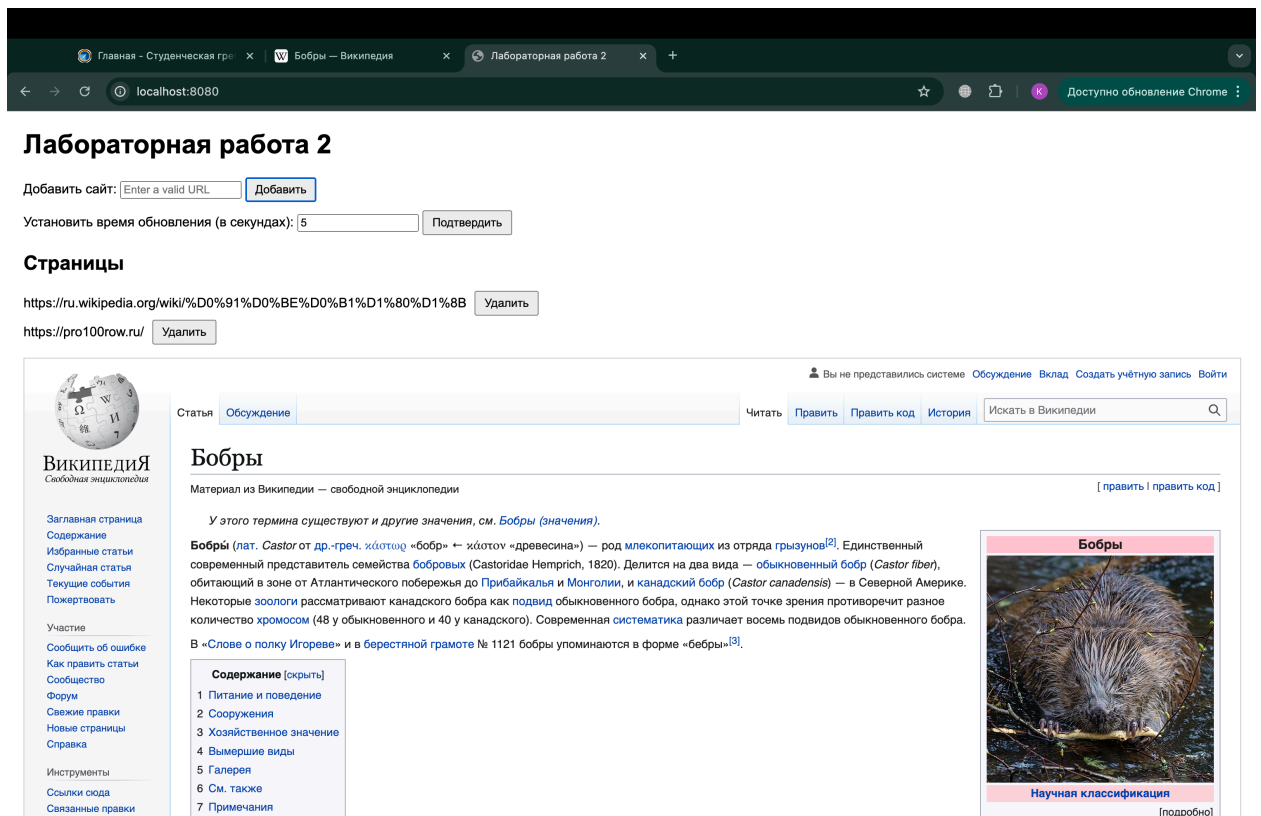 Главная - Студенческая гре
Бобры — Википедия
Лабораторная работа 2
localhost:8080
K
Доступно обновление Chrome
Лабораторная работа 2
Добавить сайт: Enter a valid URL Добавить
Установить время обновления (в секундах): 5 Подтвердить
Страницы
https://ru.wikipedia.org/wiki/%D0%91%D0%BE%D0%B1%D1%80%D1%8B Удалить
https://pro100row.ru/ Удалить
Вы не представились системе Обсуждение Вклад Создать учётную запись Войти
Статья Обсуждение Читать Править Править код История Искать в Википедии
ВикипедиЯ
Свободная энциклопедия
Заглавная страница
Содержание
Избранные статьи
Случайная статья
Текущие события
Пожертвовать
Участие
Сообщить об ошибке
Как править статьи
Сообщество
Форум
Свежие правки
Новые страницы
Справка
Инструменты
Ссылки сюда
Связанные правки
Бобры
Материал из Википедии — свободной энциклопедии
[ править | править код ]
У этого термина существуют и другие значения, см. Бобры (значения).
Бобры́ (лат. Castor от др.-греч. κάστωρ «бобр» ← κάστον «древесина») — род млекопитающих из отряда грызунов[2]. Единственный
современный представитель семейства бобровых (Castoridae Hemprich, 1820). Делится на два вида — обыкновенный бобр (Castor fiber),
обитающий в зоне от Атлантического побережья до Прибайкалья и Монголии, и канадский бобр (Castor canadensis) — в Северной Америке.
Некоторые зоологи рассматривают канадского бобра как подвид обыкновенного бобра, однако этой точке зрения противоречит разное
количество хромосом (48 у обыкновенного и 40 у канадского). Современная систематика различает восемь подвидов обыкновенного бобра.
В «Слове о полку Игореве» и в берестяной грамоте № 1121 бобры упоминаются в форме «бебры»[3].
Содержание [скрыть]
1 Питание и поведение
2 Сооружения
3 Хозяйственное значение
4 Вымершие виды
5 Галерея
6 См. также
7 Примечания
Бобры
Научная классификация
[подробно]